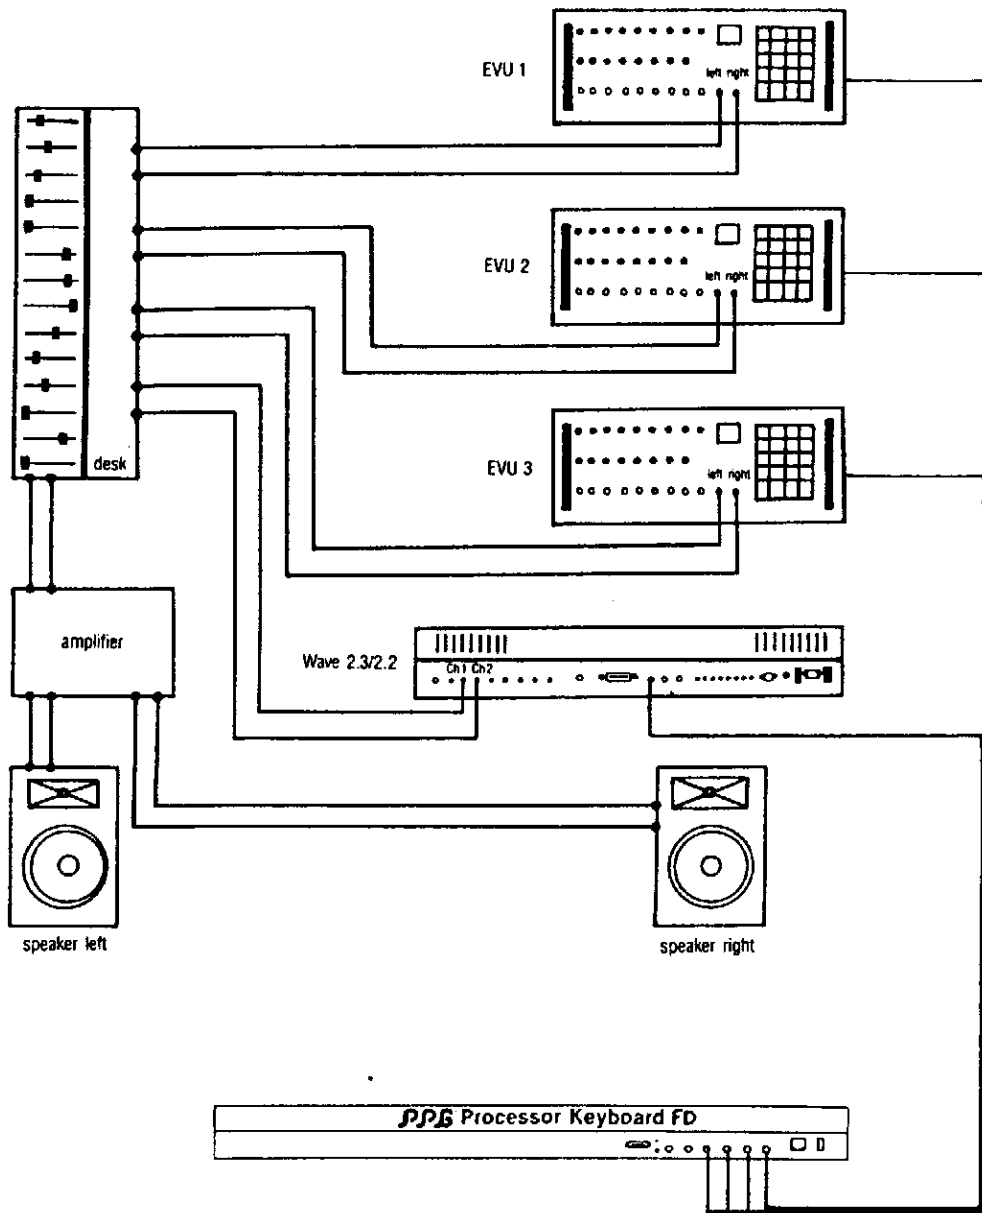 EVU 1
left right
EVU 2
left right
EVU 3
left right
desk
amplifier
Wave 2.3/2.2
Ch1 Ch2
speaker left
speaker right
PPG Processor Keyboard FD